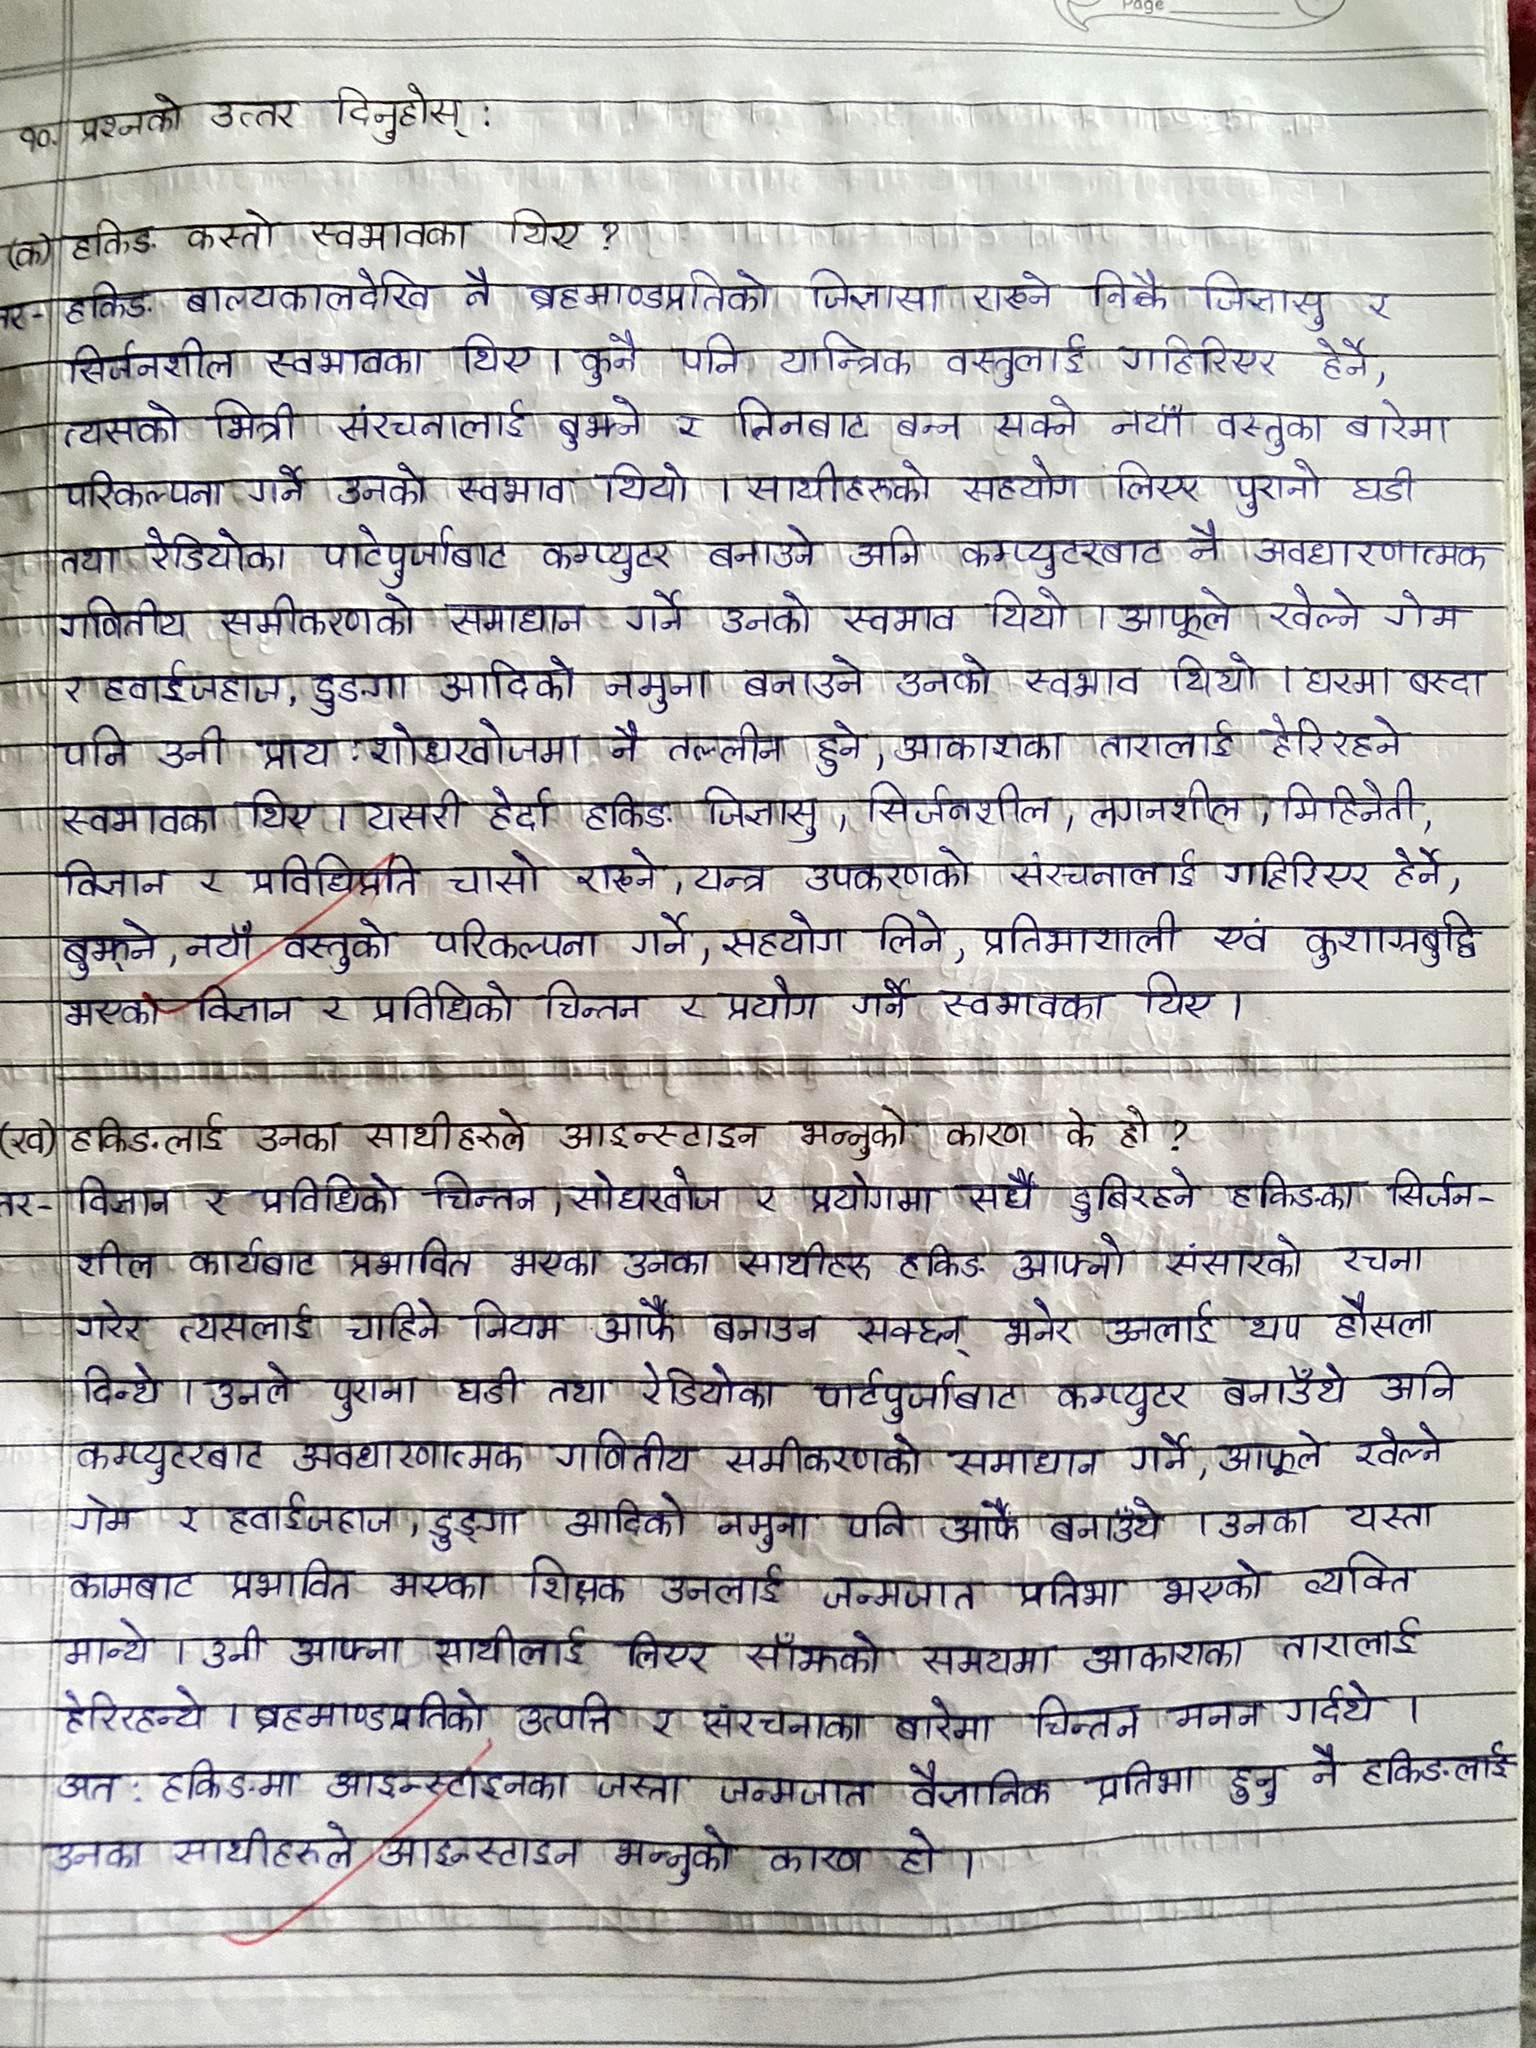 Page
१०. प्रश्नको उत्तर दिनुहोस् :
(क) हकिङ कस्तो स्वभावका थिए ?
तर- हकिङ बाल्यकालदेखि नै ब्रहमाण्डप्रतिको जिज्ञासा राख्ने निकै जिज्ञासु र
सिर्जनशील स्वभावका थिए । कुनै पनि यान्त्रिक वस्तुलाई गहिरिएर हेर्ने,
त्यसको भित्री संरचनालाई बुझ्ने र तिनबाट बन्न सक्ने नयाँ वस्तुका बारेमा
परिकल्पना गर्ने उनको स्वभाव थियो । साथीहरूको सहयोग लिएर पुरानो घडी
तथा रेडियोका पाटेपुर्जाबाट कम्प्युटर बनाउने अनि कम्प्युटरबाट नै अवधारणात्मक
गणितीय समीकरणको समाधान गर्ने उनको स्वभाव थियो । आफूले खेल्ने गेम
र हवाईजहाज, डुङ्गा आदिको नमुना बनाउने उनको स्वभाव थियो । घरमा बस्दा
पनि उनी प्राय : शोधखोजमा नै तल्लीन हुने, आकाशका तारालाई हेरिरहने
स्वभावका थिए । यसरी हेर्दा हकिङ जिज्ञासु, सिर्जनशील, लगनशील, मिहिनेती,
विज्ञान र प्रविधिप्रति चासो राख्ने, यन्त्र उपकरणको संरचनालाई गहिरिएर हेर्ने,
बुझ्ने, नयाँ वस्तुको परिकल्पना गर्ने, सहयोग लिने, प्रतिभाशाली एवं कुशाग्रबुद्धि
भएको विज्ञान र प्रविधिको चिन्तन र प्रयोग गर्ने स्वभावका थिए ।
(ख) हकिङलाई उनका साथीहरूले आइन्स्टाइन भन्नुको कारण के हो ?
तर- विज्ञान र प्रविधिको चिन्तन, सोधखोज र प्रयोगमा सधैँ डुबिरहने हकिङका सिर्जन-
शील कार्यबाट प्रभावित भएका उनका साथीहरू हकिङ आफ्नो संसारको रचना
गरेर त्यसलाई चाहिने नियम आफैँ बनाउन सक्छन् भनेर उनलाई थप हौसला
दिन्थे । उनले पुराना घडी तथा रेडियोका पार्टपुर्जाबाट कम्प्युटर बनाउँथे अनि
कम्प्युटरबाट अवधारणात्मक गणितीय समीकरणको समाधान गर्ने, आफूले खेल्ने
गेम र हवाईजहाज, डुङ्गा आदिको नमुना पनि आफैँ बनाउँथे । उनका यस्ता
कामबाट प्रभावित भएका शिक्षक उनलाई जन्मजात प्रतिभा भएको व्यक्ति
मान्थे । उनी आफ्ना साथीलाई लिएर साँझको समयमा आकाशका तारालाई
हेरिरहन्थे । ब्रहमाण्डप्रतिको उत्पत्ति र संरचनाका बारेमा चिन्तन मनन गर्दथे ।
अत : हकिङमा आइन्स्टाइनका जस्ता जन्मजात वैज्ञानिक प्रतिभा हुनु नै हकिङलाई
उनका साथीहरूले आइन्स्टाइन भन्नुको कारण हो ।